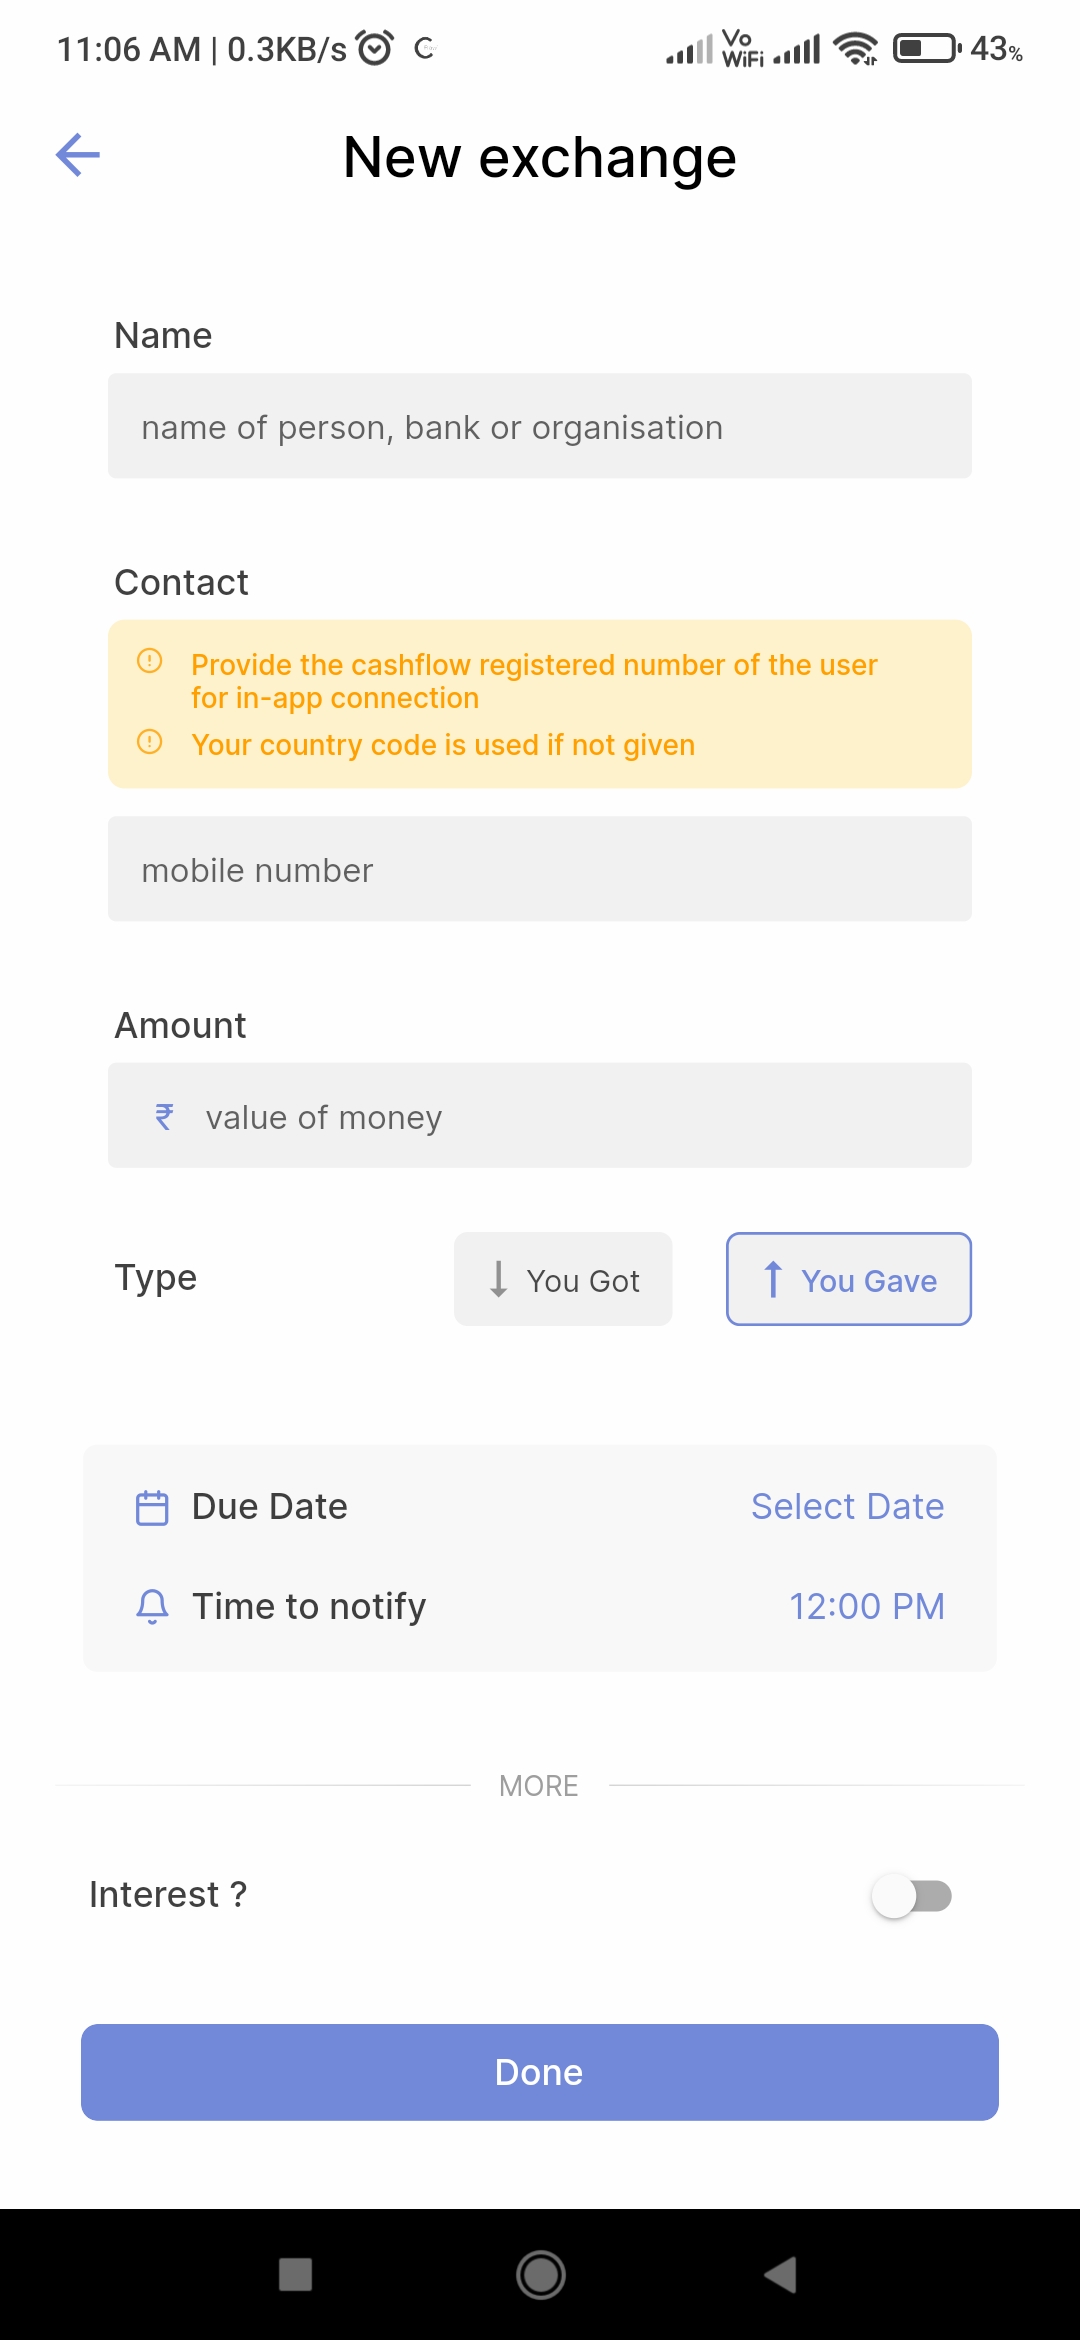 11:06 AM | 0.3KB/s
Vo
WiFi
43%
New exchange
Name
name of person, bank or organisation
Contact
Provide the cashflow registered number of the user
for in-app connection
Your country code is used if not given
mobile number
Amount
₹ value of money
Type
You Got
You Gave
Due Date
Select Date
Time to notify
12:00 PM
MORE
Interest ?
Done